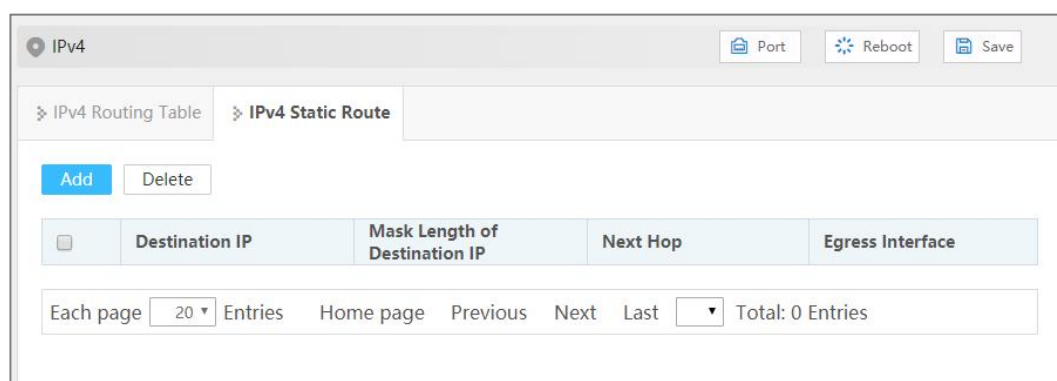 IPv4 Port Reboot Save
IPv4 Routing Table IPv4 Static Route
Add Delete
Destination IP Mask Length of Destination IP Next Hop Egress Interface
Each page 20 Entries Home page Previous Next Last Total: 0 Entries